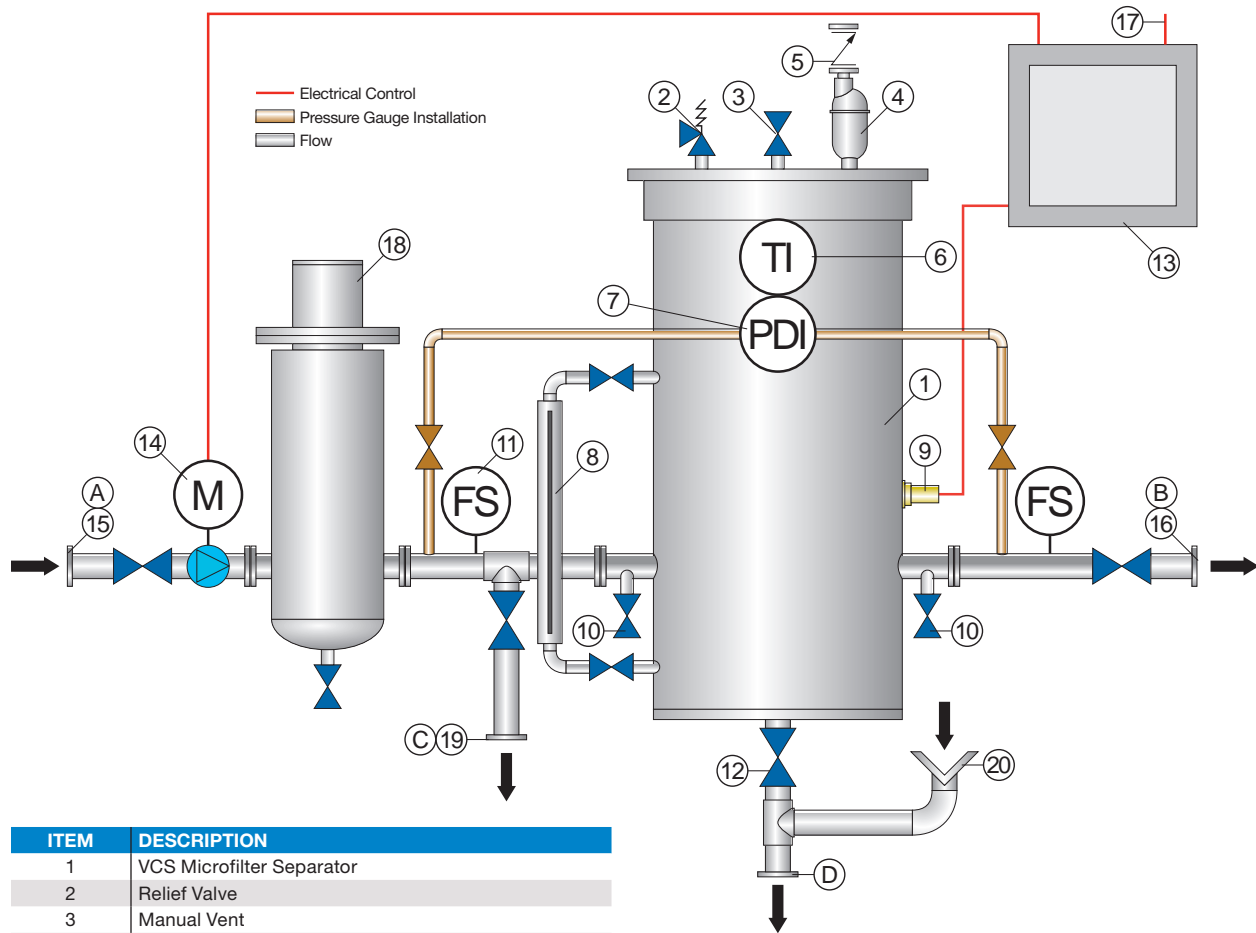 17
5
2
3
4
Electrical Control
Pressure Gauge Installation
Flow
18
TI
6
13
7
PDI
1
14
11
8
9
M
A
15
FS
FS
B
16
10
10
C 19
12
20
D
ITEM DESCRIPTION
1 VCS Microfilter Separator
2 Relief Valve
3 Manual Vent